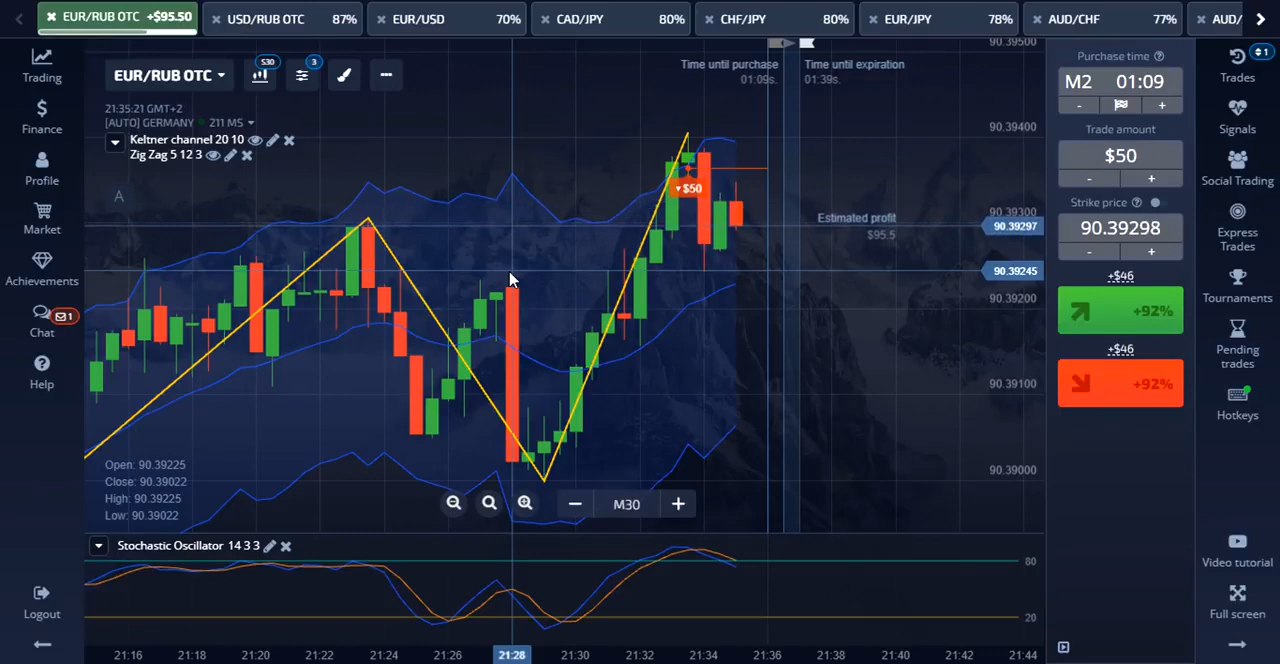 EUR/RUB OTC +$95.50
USD/RUB OTC 87%
EUR/USD 70%
CAD/JPY 80%
CHF/JPY 80%
EUR/JPY 78%
AUD/CHF 77%
AUD/
Trading
Finance
Profile
Market
Achievements
1
Chat
Help
Logout
EUR/RUB OTC
S30
3
21:35:21 GMT+2
[AUTO] GERMANY 211 MS
Keltner channel 20 10
Zig Zag 5 12 3
A
Time until purchase
01:09s.
Time until expiration
01:39s.
$50
Estimated profit
$95.5
90.39500
90.39400
90.39300
90.39297
90.39245
90.39200
90.39100
90.39000
Open: 90.39225
Close: 90.39022
High: 90.39225
Low: 90.39022
M30
Stochastic Oscillator 14 3 3
80
20
21:16
21:18
21:20
21:22
21:24
21:26
21:28
21:30
21:32
21:34
21:36
21:38
21:40
21:42
21:44
Purchase time
M2 01:09
- +
Trade amount
$50
- +
Strike price
90.39298
- +
+$46
+92%
+$46
+92%
1
Trades
Signals
Social Trading
Express
Trades
Tournaments
Pending
trades
Hotkeys
Video tutorial
Full screen